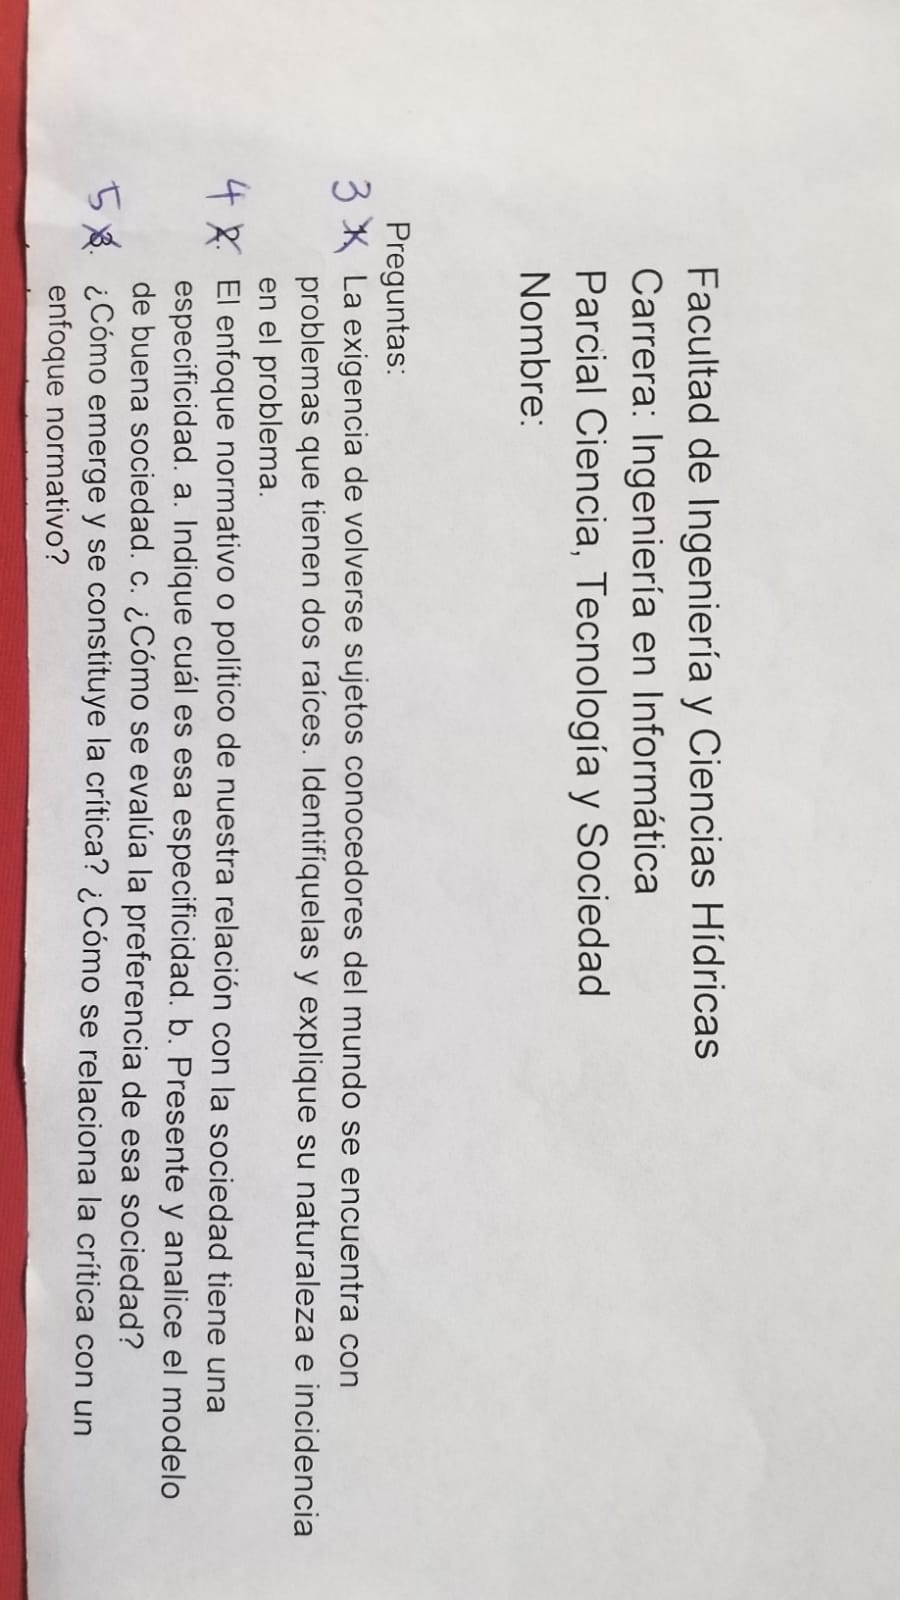 Facultad de Ingeniería y Ciencias Hídricas
Carrera: Ingeniería en Informática
Parcial Ciencia, Tecnología y Sociedad
Nombre:
Preguntas:
3 1. La exigencia de volverse sujetos conocedores del mundo se encuentra con
problemas que tienen dos raíces. Identifíquelas y explique su naturaleza e incidencia
en el problema.
4 2. El enfoque normativo o político de nuestra relación con la sociedad tiene una
especificidad. a. Indique cuál es esa especificidad. b. Presente y analice el modelo
de buena sociedad. c. ¿Cómo se evalúa la preferencia de esa sociedad?
5 3. ¿Cómo emerge y se constituye la crítica? ¿Cómo se relaciona la crítica con un
enfoque normativo?